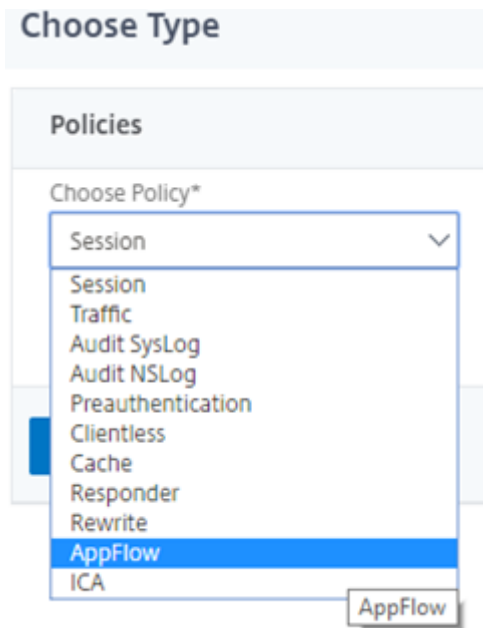 Choose Type
Policies
Choose Policy*
Session
Session
Traffic
Audit SysLog
Audit NSLog
Preauthentication
Clientless
Cache
Responder
Rewrite
AppFlow
ICA
AppFlow